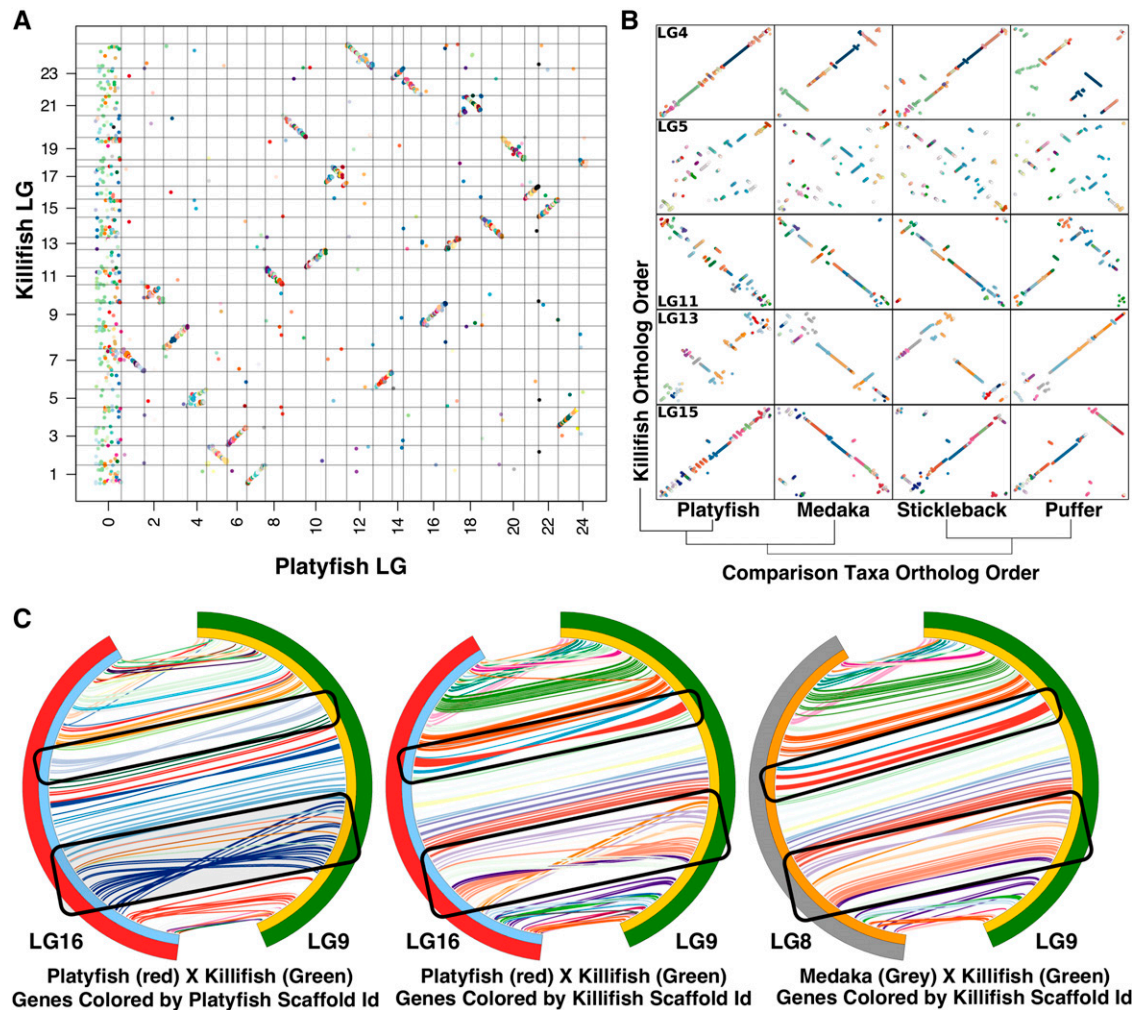 A
Killifish LG
23
21
19
17
15
13
11
9
7
5
3
1
0
2
4
6
8
10
12
14
16
18
20
22
24
Platyfish LG
B
Killifish Ortholog Order
LG4
LG5
LG11
LG13
LG15
Platyfish Medaka Stickleback Puffer
Comparison Taxa Ortholog Order
C
LG16 LG9
Platyfish (red) X Killifish (Green)
Genes Colored by Platyfish Scaffold Id
LG16 LG9
Platyfish (red) X Killifish (Green)
Genes Colored by Killifish Scaffold Id
LG8 LG9
Medaka (Grey) X Killifish (Green)
Genes Colored by Killifish Scaffold Id